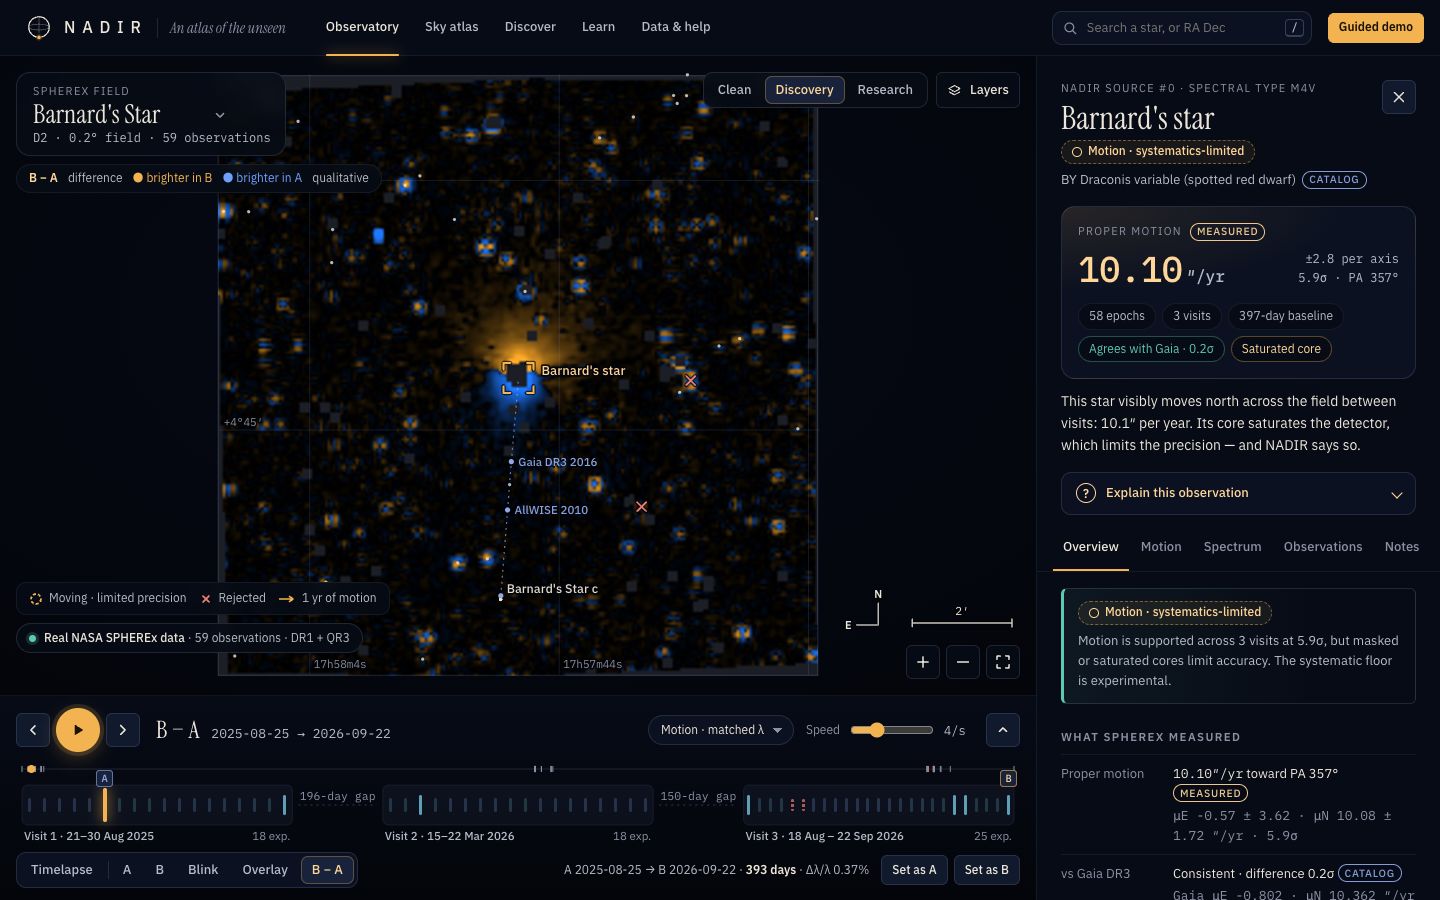 NADIR
An atlas of the unseen
Observatory
Sky atlas
Discover
Learn
Data & help
Search a star, or RA Dec
/
Guided demo
SPHEREX FIELD
Barnard's Star
D2 · 0.2° field · 59 observations
B – A difference brighter in B brighter in A qualitative
Clean
Discovery
Research
Layers
Barnard's star
+4°45′
Gaia DR3 2016
AllWISE 2010
Barnard's Star c
17h58m4s
17h57m44s
Moving · limited precision Rejected 1 yr of motion
Real NASA SPHEREx data · 59 observations · DR1 + QR3
N
E
2′
B – A 2025-08-25 → 2026-09-22
Motion · matched λ
Speed
4/s
A
B
196-day gap
150-day gap
Visit 1 · 21–30 Aug 2025 18 exp.
Visit 2 · 15–22 Mar 2026 18 exp.
Visit 3 · 18 Aug – 22 Sep 2026 25 exp.
Timelapse
A
B
Blink
Overlay
B – A
A 2025-08-25 → B 2026-09-22 · 393 days · Δλ/λ 0.37%
Set as A
Set as B
NADIR SOURCE #0 · SPECTRAL TYPE M4V
Barnard's star
Motion · systematics-limited
BY Draconis variable (spotted red dwarf) CATALOG
PROPER MOTION MEASURED
10.10 ″/yr
±2.8 per axis
5.9σ · PA 357°
58 epochs
3 visits
397-day baseline
Agrees with Gaia · 0.2σ
Saturated core
This star visibly moves north across the field between
visits: 10.1″ per year. Its core saturates the detector,
which limits the precision — and NADIR says so.
? Explain this observation
Overview
Motion
Spectrum
Observations
Notes
Motion · systematics-limited
Motion is supported across 3 visits at 5.9σ, but masked
or saturated cores limit accuracy. The systematic floor
is experimental.
WHAT SPHEREX MEASURED
Proper motion
10.10″/yr toward PA 357°
MEASURED
μE -0.57 ± 3.62 · μN 10.08 ±
1.72 ″/yr · 5.9σ
vs Gaia DR3
Consistent · difference 0.2σ CATALOG
Gaia μE -0.802 · μN 10.362 ″/yr